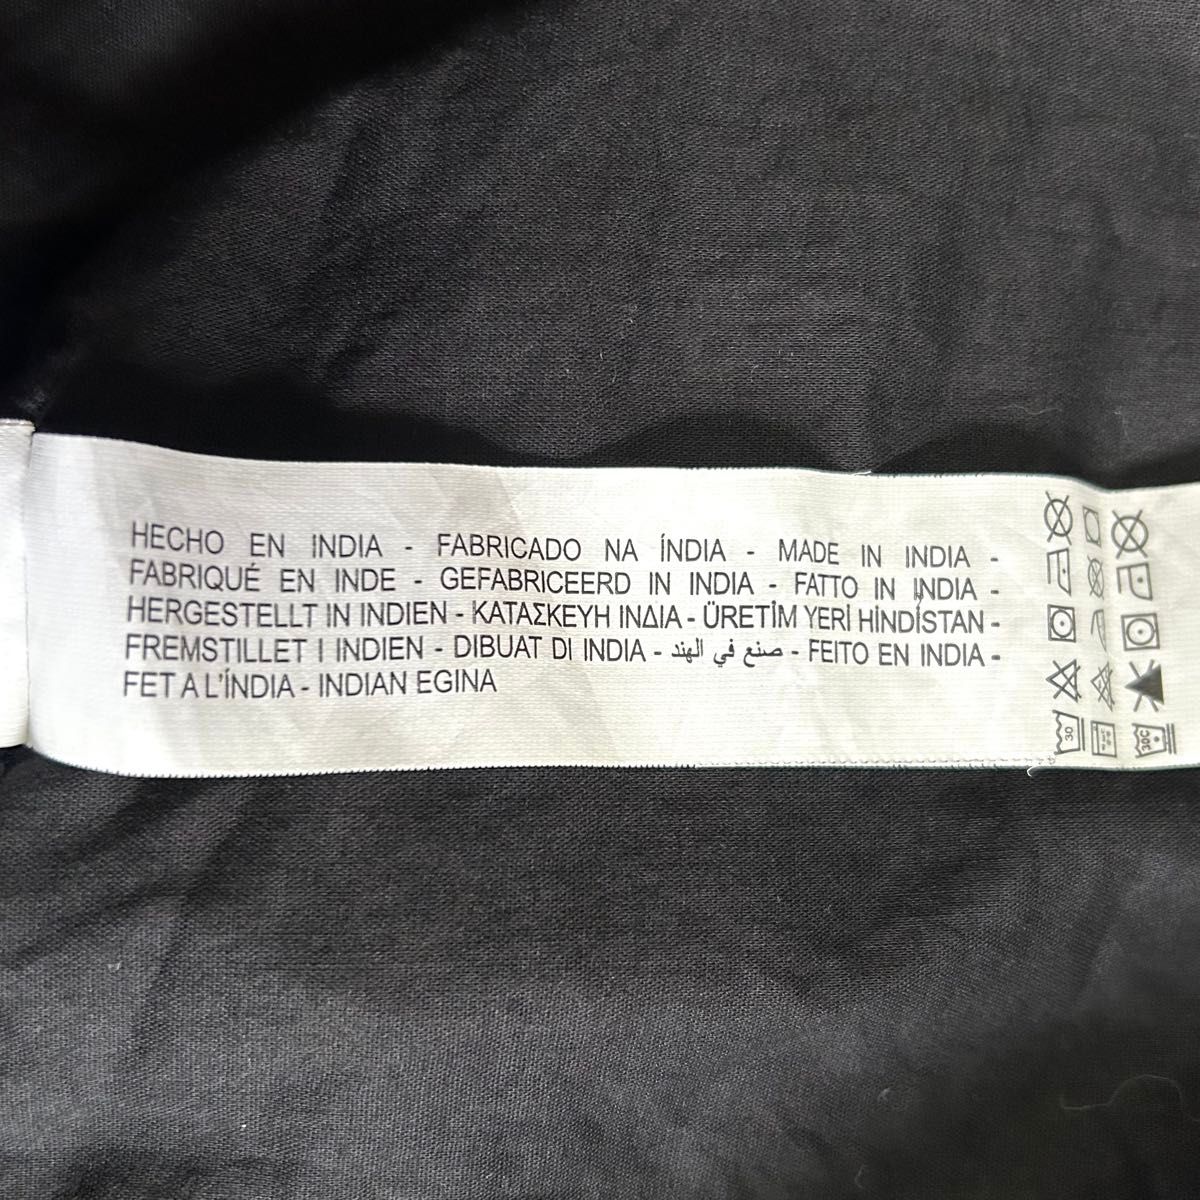 HECHO EN INDIA - FABRICADO NA ÍNDIA - MADE IN INDIA -
FABRIQUÉ EN INDE - GEFABRICEERD IN INDIA - FATTO IN INDIA -
HERGESTELLT IN INDIEN - ΚΑΤΑΣΚΕΥΗ ΙΝΔΙΑ - ÜRETİM YERİ HİNDİSTAN -
FREMSTILLET I INDIEN - DIBUAT DI INDIA - صنع في الهند - FEITO EN INDIA -
FET A L'ÍNDIA - INDIAN EGINA
30
30C